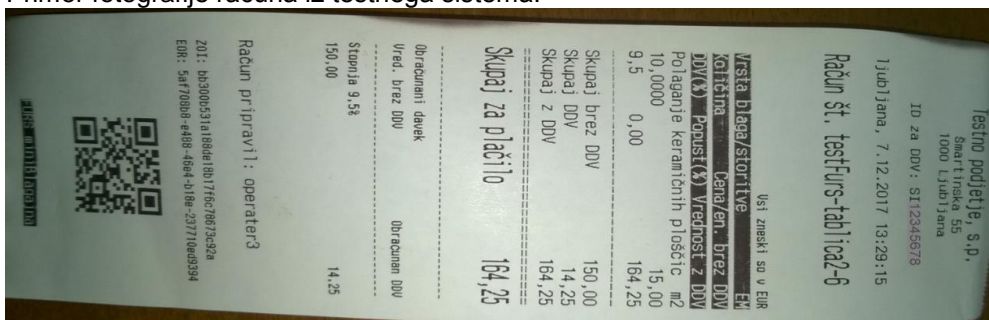 Primer fotografije računa iz testnega sistema:
Testno podjetje, s.p.
Šmartinska 55
1000 Ljubljana
ID za DDV: SI12345678
ljubljana, 7.12.2017 13:29:15
Račun št. testFurs-tablica2-6
Vsi zneski so v EUR
Vrsta blaga/storitve EM
Količina Cena/en. brez DDV
DDV(%) Popust(%) Vrednost z DDV
Polaganje keramičnih ploščic m2
10,0000 15,00
9,5 0,00 164,25
Skupaj brez DDV 150,00
Skupaj DDV 14,25
Skupaj z DDV 164,25
Skupaj za plačilo 164,25
Obračunani davek
Vred. brez DDV Obračunan DDV
Stopnja 9,5%
150.00 14.25
Račun pripravil: operater3
ZOI: bb300b531a188de18b17f6c78673c92a
EOR: 5af708b8-e488-46e4-b18e-237710ed9394